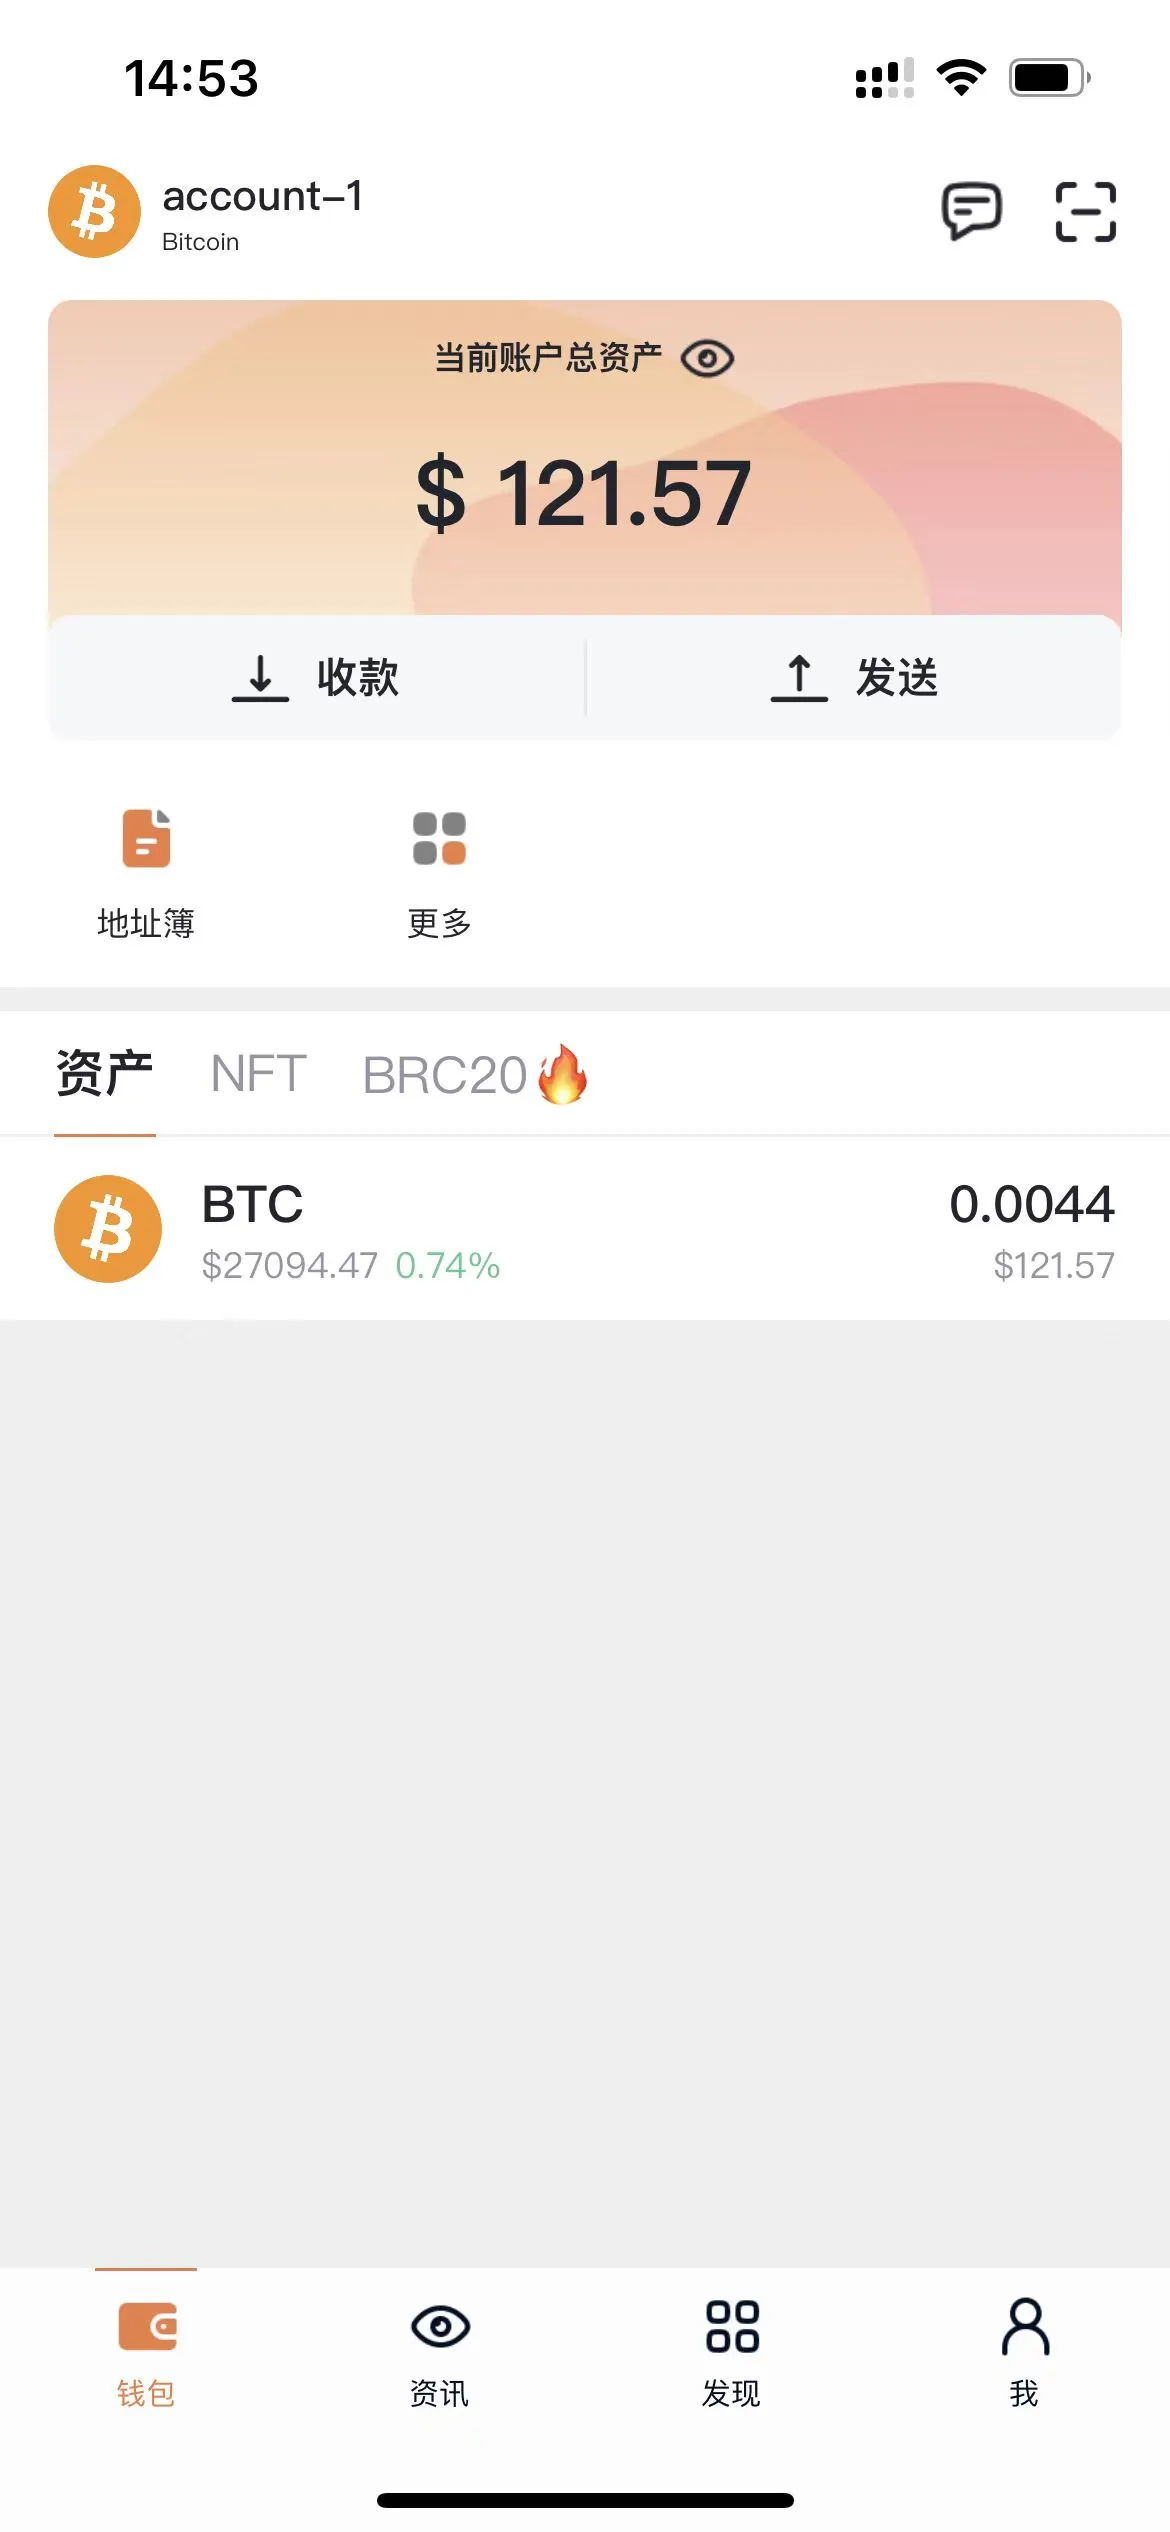 14:53
account-1
Bitcoin
当前账户总资产
$ 121.57
收款
发送
地址簿
更多
资产 NFT BRC20🔥
BTC 0.0044
$27094.47 0.74% $121.57
钱包 资讯 发现 我